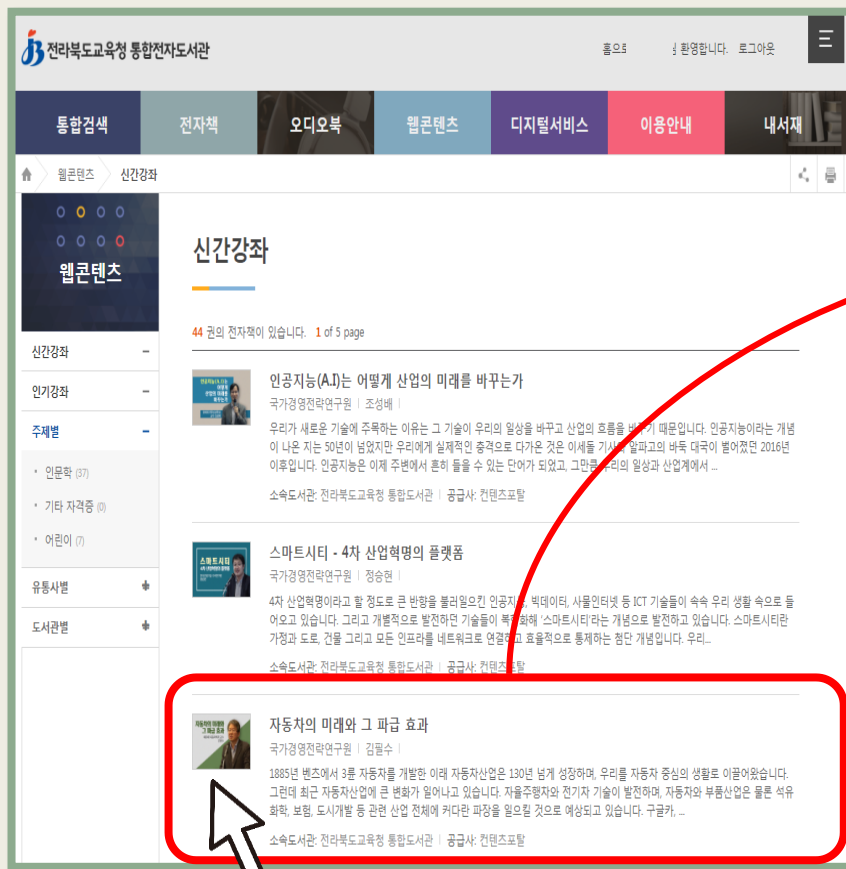 전라북도교육청 통합전자도서관
환영합니다. 로그아웃
통합검색 전자책 오디오북 웹콘텐츠 디지털서비스 이용안내 내서재
웹콘텐츠 신간강좌
웹콘텐츠
신간강좌
인기강좌
주제별
인문학 (37)
기타 자격증 (0)
어린이 (7)
유통사별
도서관별
신간강좌
44 권의 전자책이 있습니다. 1 of 5 page
인공지능(A.I)는 어떻게 산업의 미래를 바꾸는가
국가경영전략연구원 | 조성배 |
우리가 새로운 기술에 주목하는 이유는 그 기술이 우리의 일상을 바꾸고 산업의 흐름을 바꾸기 때문입니다. 인공지능이라는 개념
이 나온 지는 50년이 넘었지만 우리에게 실제적인 충격으로 다가온 것은 이세돌 기사와 알파고의 바둑 대국이 벌어졌던 2016년
이후입니다. 인공지능은 이제 주변에서 흔히 들을 수 있는 단어가 되었고, 그만큼 우리의 일상과 산업계에서 ...
소속도서관: 전라북도교육청 통합도서관 | 공급사: 컨텐츠포탈
스마트시티
스마트시티 - 4차 산업혁명의 플랫폼
국가경영전략연구원 | 정승현 |
4차 산업혁명이라고 할 정도로 큰 반향을 불러일으킨 인공지능, 빅데이터, 사물인터넷 등 ICT 기술들이 속속 우리 생활 속으로 들
어오고 있습니다. 그리고 개별적으로 발전하던 기술들이 복합화해 '스마트시티'라는 개념으로 발전하고 있습니다. 스마트시티란
가정과 도로, 건물 그리고 모든 인프라를 네트워크로 연결하고 효율적으로 통제하는 첨단 개념입니다. 우리...
소속도서관: 전라북도교육청 통합도서관 | 공급사: 컨텐츠포탈
자동차의 미래와
그 파급 효과
자동차의 미래와 그 파급 효과
국가경영전략연구원 | 김필수 |
1885년 벤츠에서 3륜 자동차를 개발한 이래 자동차산업은 130년 넘게 성장하며, 우리를 자동차 중심의 생활로 이끌어왔습니다.
그런데 최근 자동차산업에 큰 변화가 일어나고 있습니다. 자율주행차와 전기차 기술이 발전하며, 자동차와 부품산업은 물론 석유
화학, 보험, 도시개발 등 관련 산업 전체에 커다란 파장을 일으킬 것으로 예상되고 있습니다. 구글카, ...
소속도서관: 전라북도교육청 통합도서관 | 공급사: 컨텐츠포탈